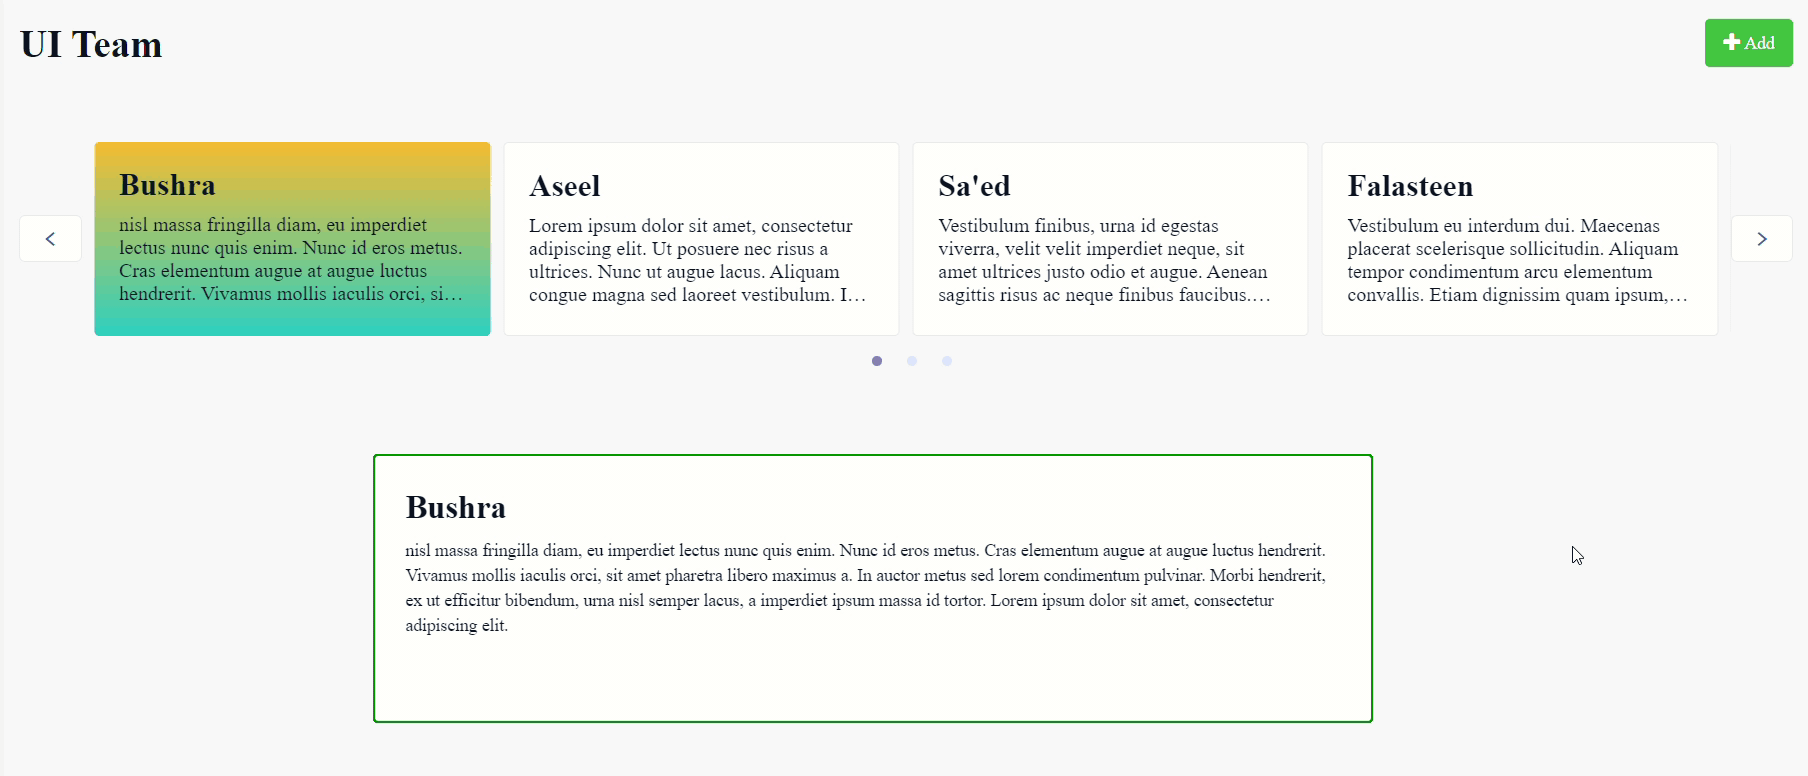 UI Team
Add
Bushra
nisl massa fringilla diam, eu imperdiet
lectus nunc quis enim. Nunc id eros metus.
Cras elementum augue at augue luctus
hendrerit. Vivamus mollis iaculis orci, si…
Aseel
Lorem ipsum dolor sit amet, consectetur
adipiscing elit. Ut posuere nec risus a
ultrices. Nunc ut augue lacus. Aliquam
congue magna sed laoreet vestibulum. I…
Sa'ed
Vestibulum finibus, urna id egestas
viverra, velit velit imperdiet neque, sit
amet ultrices justo odio et augue. Aenean
sagittis risus ac neque finibus faucibus.…
Falasteen
Vestibulum eu interdum dui. Maecenas
placerat scelerisque sollicitudin. Aliquam
tempor condimentum arcu elementum
convallis. Etiam dignissim quam ipsum,…
Bushra
nisl massa fringilla diam, eu imperdiet lectus nunc quis enim. Nunc id eros metus. Cras elementum augue at augue luctus hendrerit.
Vivamus mollis iaculis orci, sit amet pharetra libero maximus a. In auctor metus sed lorem condimentum pulvinar. Morbi hendrerit,
ex ut efficitur bibendum, urna nisl semper lacus, a imperdiet ipsum massa id tortor. Lorem ipsum dolor sit amet, consectetur
adipiscing elit.